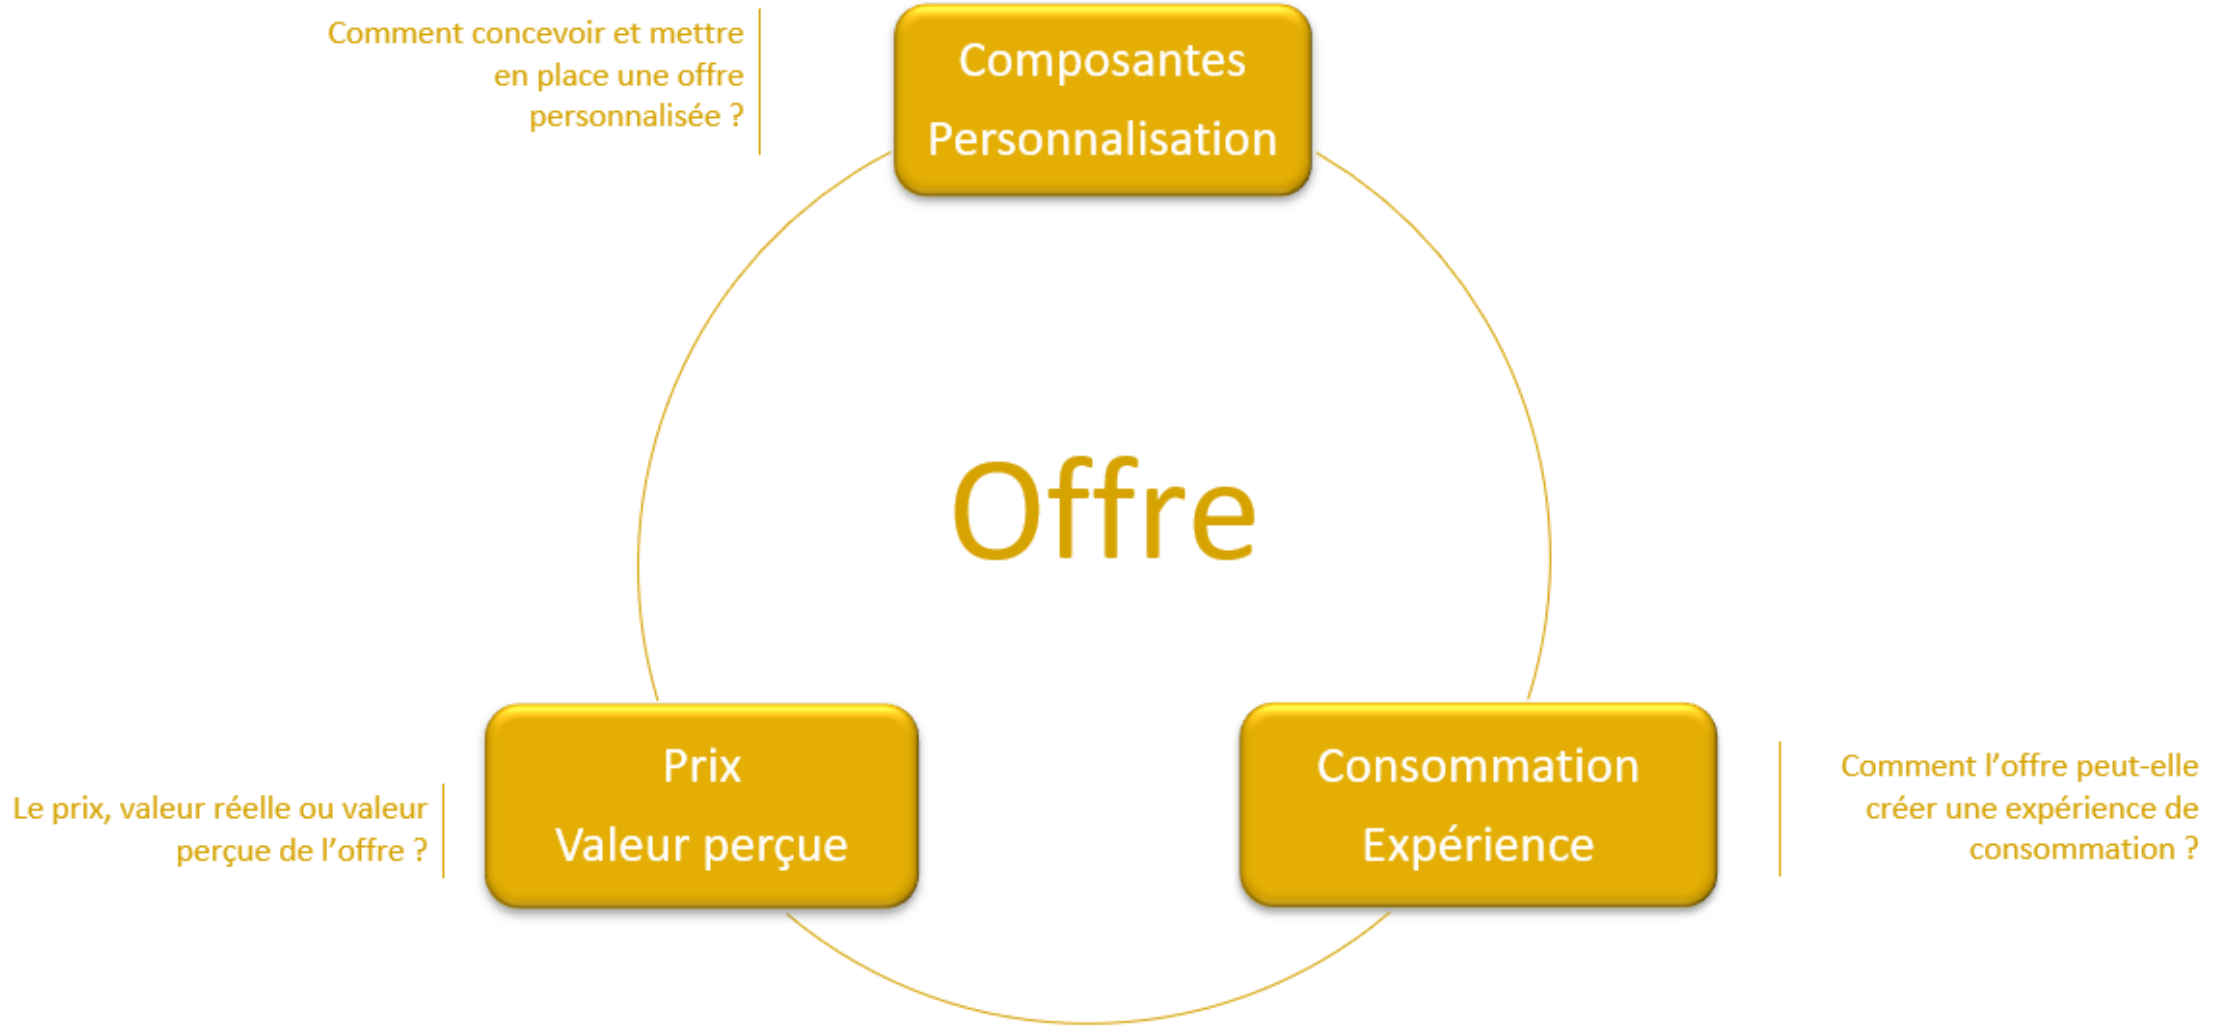 Comment concevoir et mettre
en place une offre
personnalisée ?
Composantes
Personnalisation
Offre
Prix
Valeur perçue
Le prix, valeur réelle ou valeur
perçue de l’offre ?
Consommation
Expérience
Comment l’offre peut-elle
créer une expérience de
consommation ?